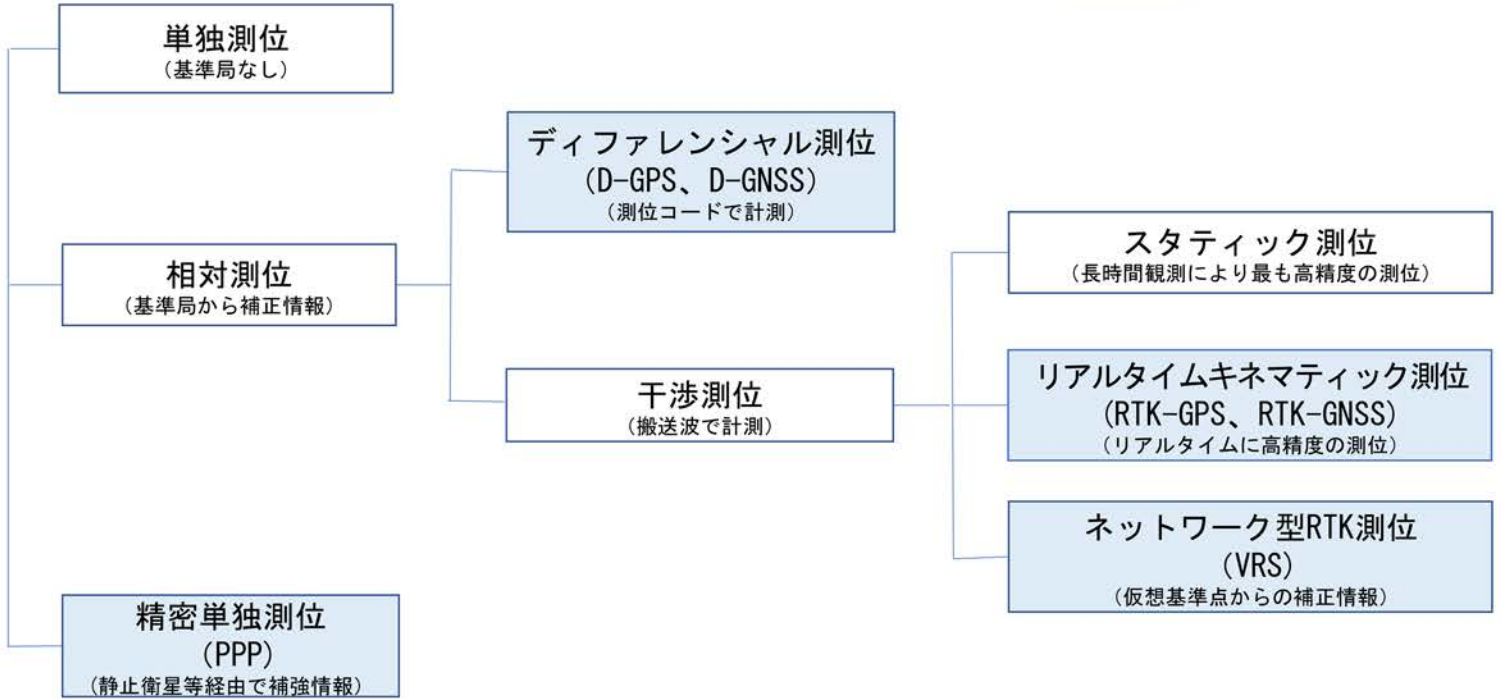 単独測位
(基準局なし)
相対測位
(基準局から補正情報)
ディファレンシャル測位
(D-GPS、D-GNSS)
(測位コードで計測)
干渉測位
(搬送波で計測)
スタティック測位
(長時間観測により最も高精度の測位)
リアルタイムキネマティック測位
(RTK-GPS、RTK-GNSS)
(リアルタイムに高精度の測位)
ネットワーク型RTK測位
(VRS)
(仮想基準点からの補正情報)
精密単独測位
(PPP)
(静止衛星等経由で補強情報)